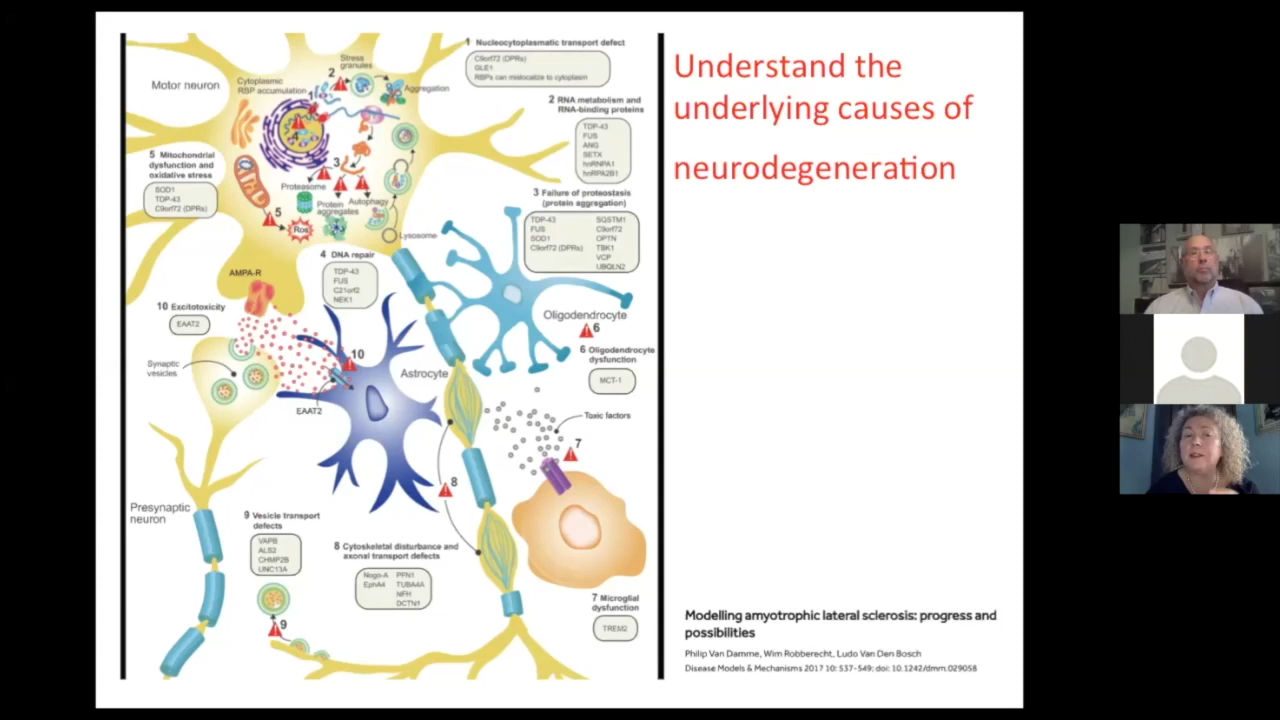 Understand the
underlying causes of
neurodegeneration
1 Nucleocytoplasmatic transport defect
C9orf72 (DPRs)
GLE1
RBPs can mislocalize to cytoplasm
Motor neuron
Cytoplasmic
RBP accumulation
Stress
granules
Aggregation
1
2
4
3
Proteasome
Protein
aggregates
Autophagy
5
Ros
Lysosome
2 RNA metabolism and
RNA-binding proteins
TDP-43
FUS
ANG
SETX
hnRNPA1
hnRPA2B1
5 Mitochondrial
dysfunction and
oxidative stress
SOD1
TDP-43
C9orf72 (DPRs)
3 Failure of proteostasis
(protein aggregation)
TDP-43
FUS
SOD1
C9orf72 (DPRs)
SQSTM1
C9orf72
OPTN
TBK1
VCP
UBQLN2
4 DNA repair
TDP-43
FUS
C21orf2
NEK1
AMPA-R
10 Excitotoxicity
EAAT2
Synaptic
vesicles
10
EAAT2
Astrocyte
Oligodendrocyte
6
6 Oligodendrocyte
dysfunction
MCT-1
Toxic factors
7
8
Presynaptic
neuron
9 Vesicle transport
defects
VAPB
ALS2
CHMP2B
UNC13A
9
8 Cytoskeletal disturbance and
axonal transport defects
Nogo-A
EphA4
PFN1
TUBA4A
NFH
DCTN1
7 Microglial
dysfunction
TREM2
Modelling amyotrophic lateral sclerosis: progress and
possibilities
Philip Van Damme, Wim Robberecht, Ludo Van Den Bosch
Disease Models & Mechanisms 2017 10: 537-549; doi: 10.1242/dmm.029058